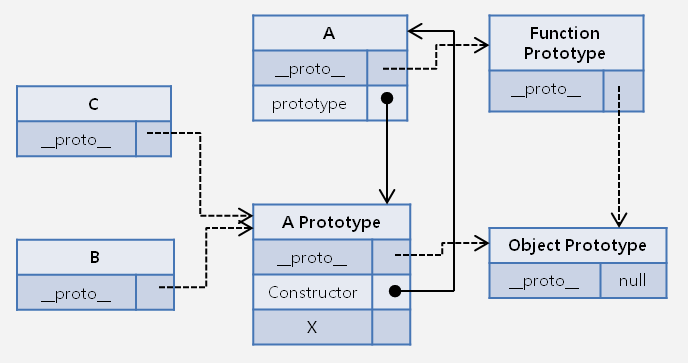 A
__proto__
prototype
Function
Prototype
__proto__
C
__proto__
B
__proto__
A Prototype
__proto__
Constructor
X
Object Prototype
__proto__ null